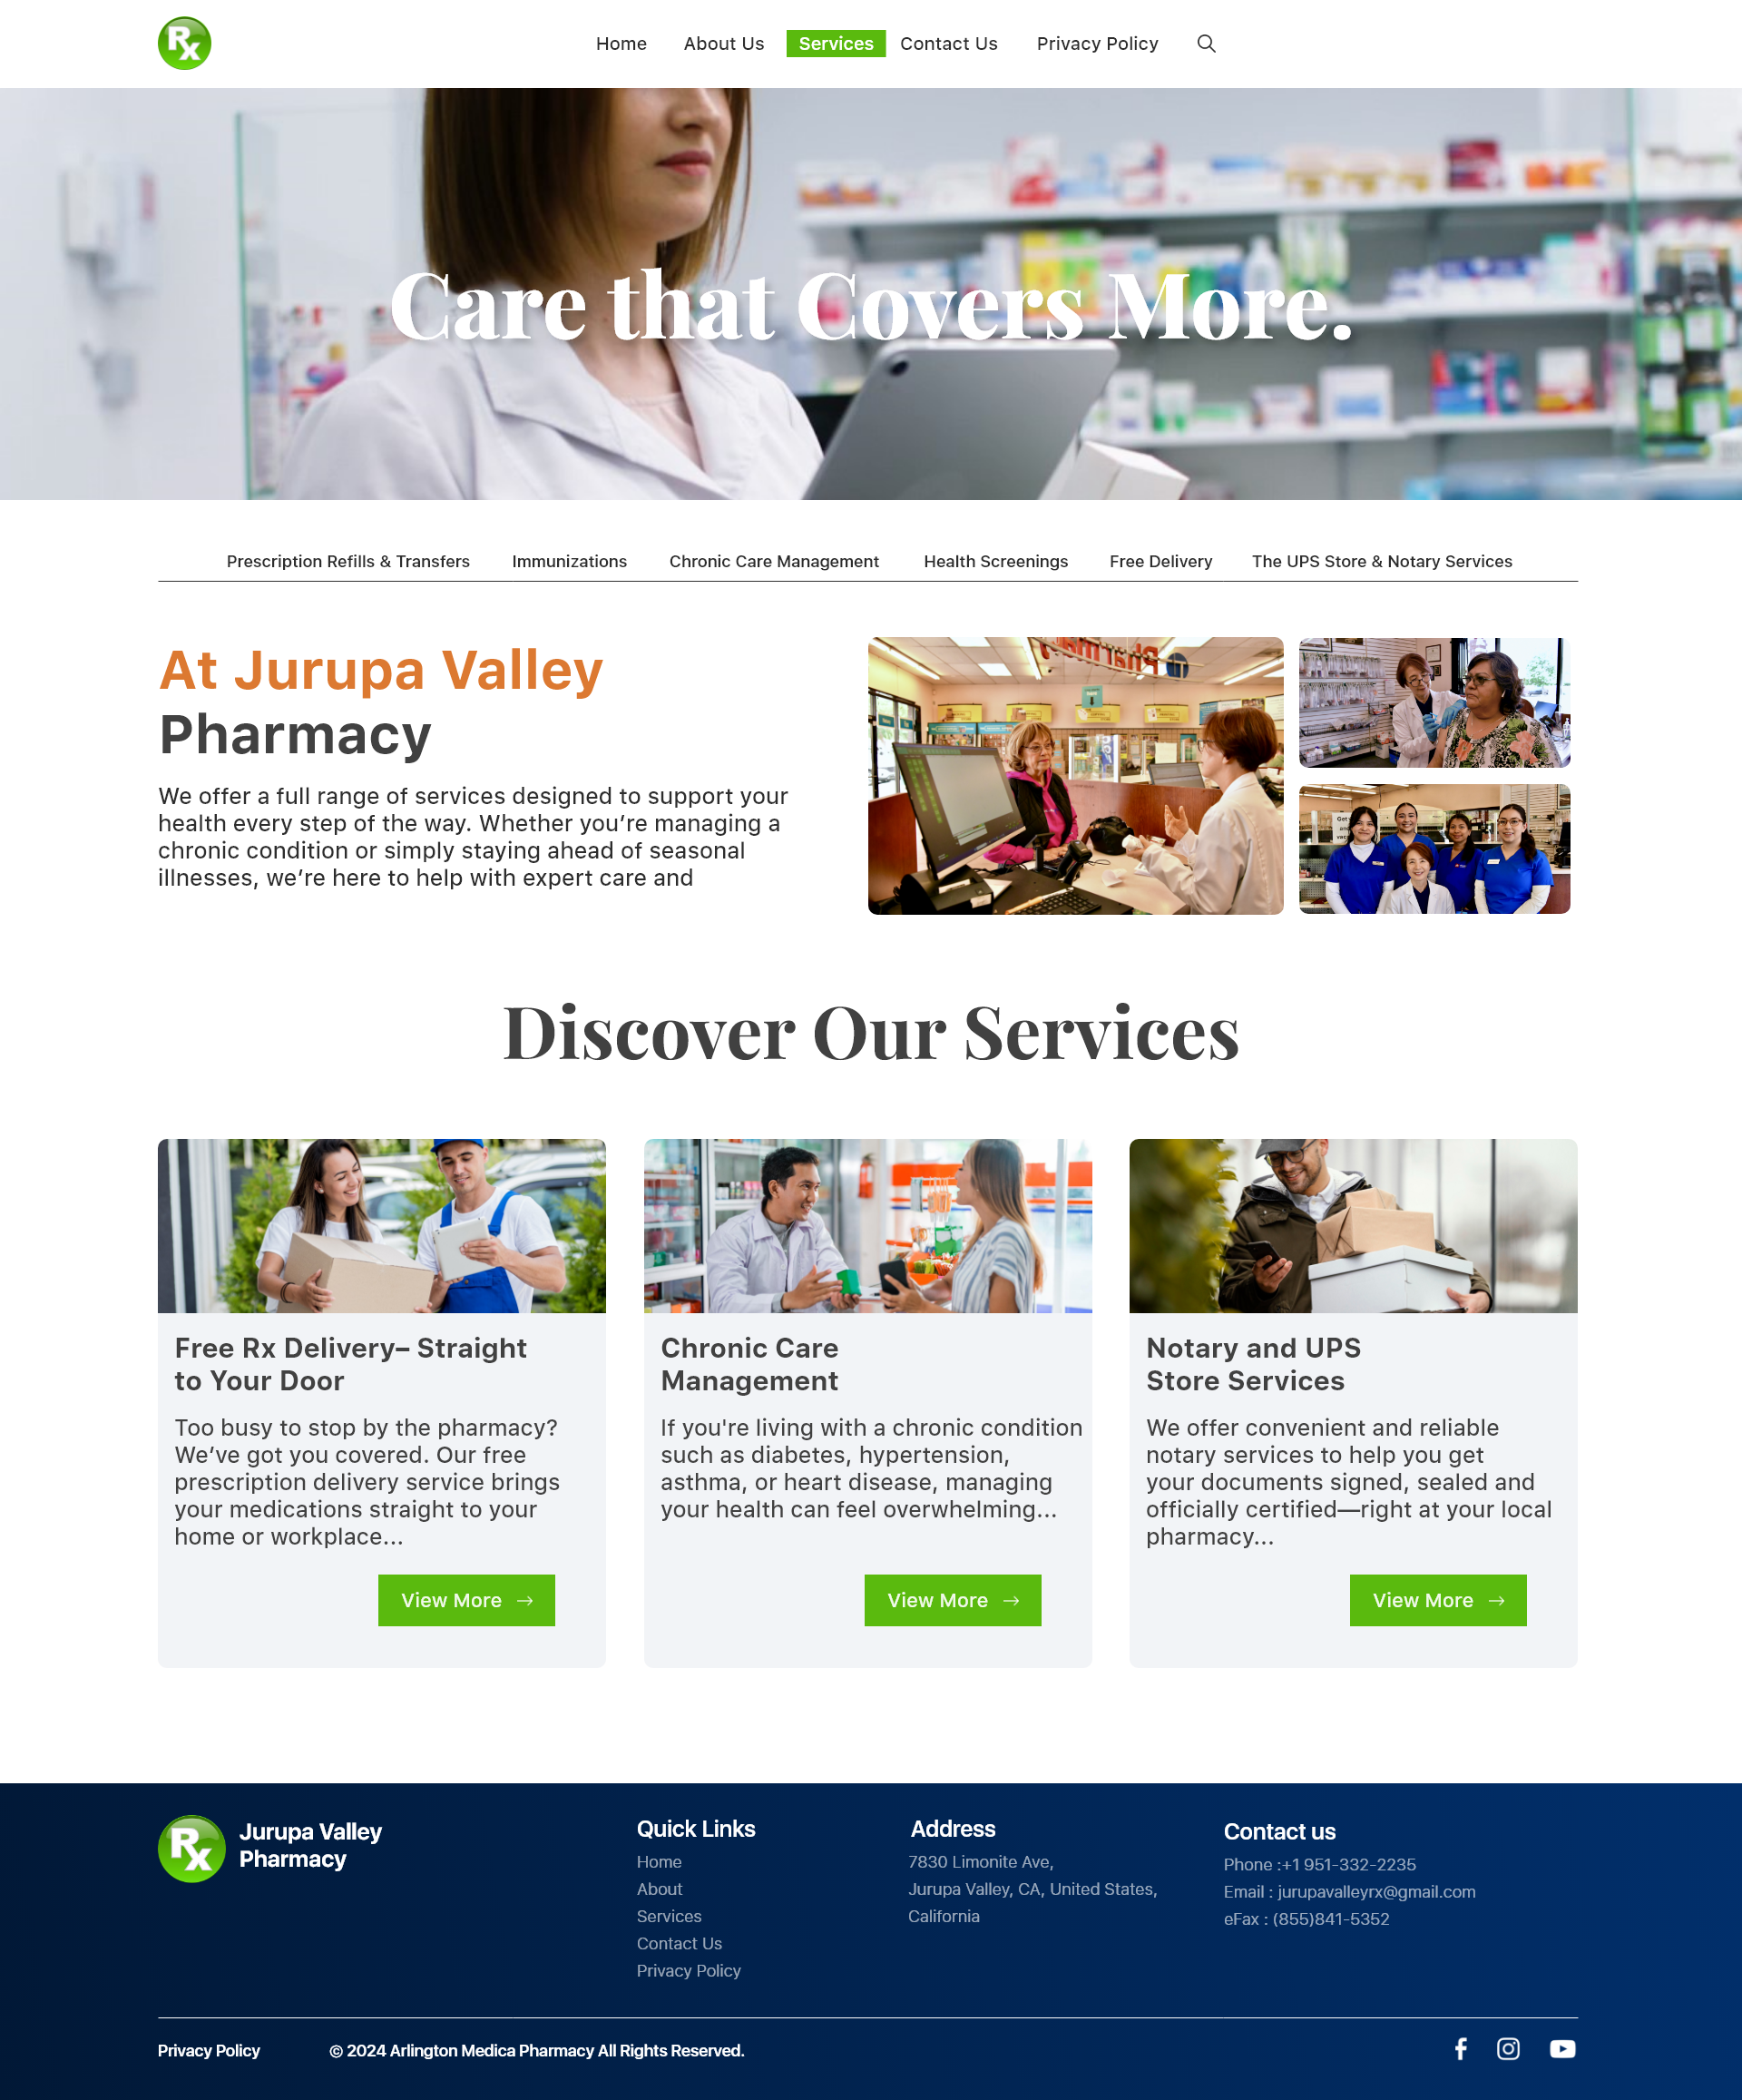 Rx
Home About Us Services Contact Us Privacy Policy
Care that Covers More.
Prescription Refills & Transfers Immunizations Chronic Care Management Health Screenings Free Delivery The UPS Store & Notary Services
At Jurupa Valley
Pharmacy
We offer a full range of services designed to support your
health every step of the way. Whether you’re managing a
chronic condition or simply staying ahead of seasonal
illnesses, we’re here to help with expert care and
Discover Our Services
Free Rx Delivery– Straight
to Your Door
Too busy to stop by the pharmacy?
We’ve got you covered. Our free
prescription delivery service brings
your medications straight to your
home or workplace...
View More →
Chronic Care
Management
If you're living with a chronic condition
such as diabetes, hypertension,
asthma, or heart disease, managing
your health can feel overwhelming...
View More →
Notary and UPS
Store Services
We offer convenient and reliable
notary services to help you get
your documents signed, sealed and
officially certified—right at your local
pharmacy...
View More →
Rx
Jurupa Valley
Pharmacy
Quick Links
Home
About
Services
Contact Us
Privacy Policy
Address
7830 Limonite Ave,
Jurupa Valley, CA, United States,
California
Contact us
Phone :+1 951-332-2235
Email : jurupavalleyrx@gmail.com
eFax : (855)841-5352
Privacy Policy © 2024 Arlington Medica Pharmacy All Rights Reserved.